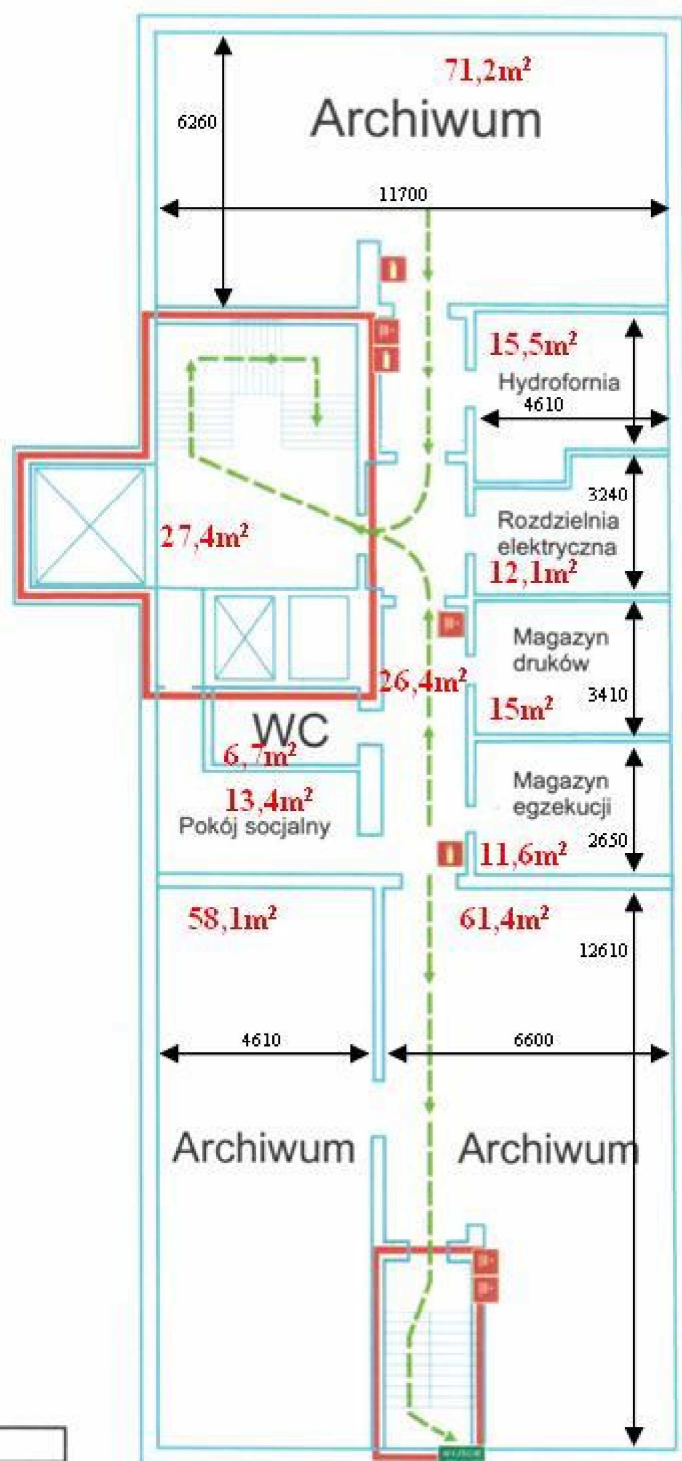 71,2m²
Archiwum
6260
11700
15,5m²
Hydrofornia
4610
3240
Rozdzielnia
elektryczna
27,4m²
12,1m²
Magazyn
druków
26,4m²
15m²
3410
WC
6,7m²
13,4m²
Pokój socjalny
Magazyn
egzekucji
2650
11,6m²
58,1m²
61,4m²
12610
4610
6600
Archiwum
Archiwum